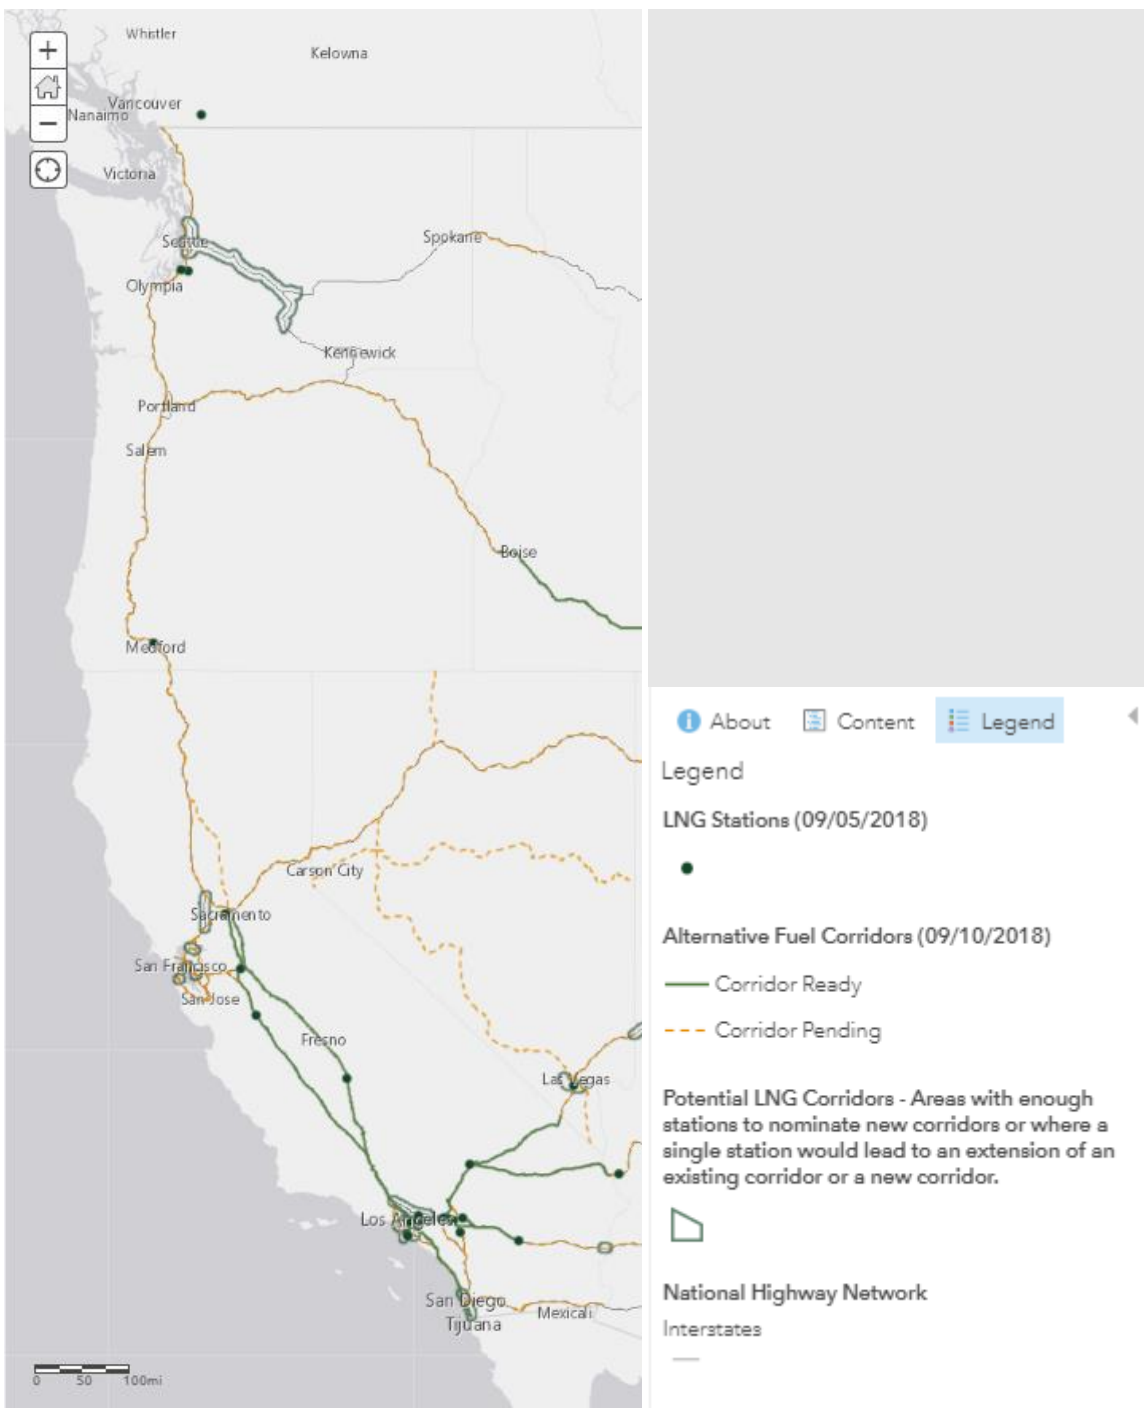 Whistler
Kelowna
Vancouver
Nanaimo
Victoria
Seattle
Spokane
Olympia
Kennewick
Portland
Salem
Boise
Medford
Carson City
Sacramento
San Francisco
San Jose
Fresno
Las Vegas
Los Angeles
San Diego
Mexicali
Tijuana
0 50 100mi
About Content Legend
Legend
LNG Stations (09/05/2018)
Alternative Fuel Corridors (09/10/2018)
Corridor Ready
Corridor Pending
Potential LNG Corridors - Areas with enough
stations to nominate new corridors or where a
single station would lead to an extension of an
existing corridor or a new corridor.
National Highway Network
Interstates